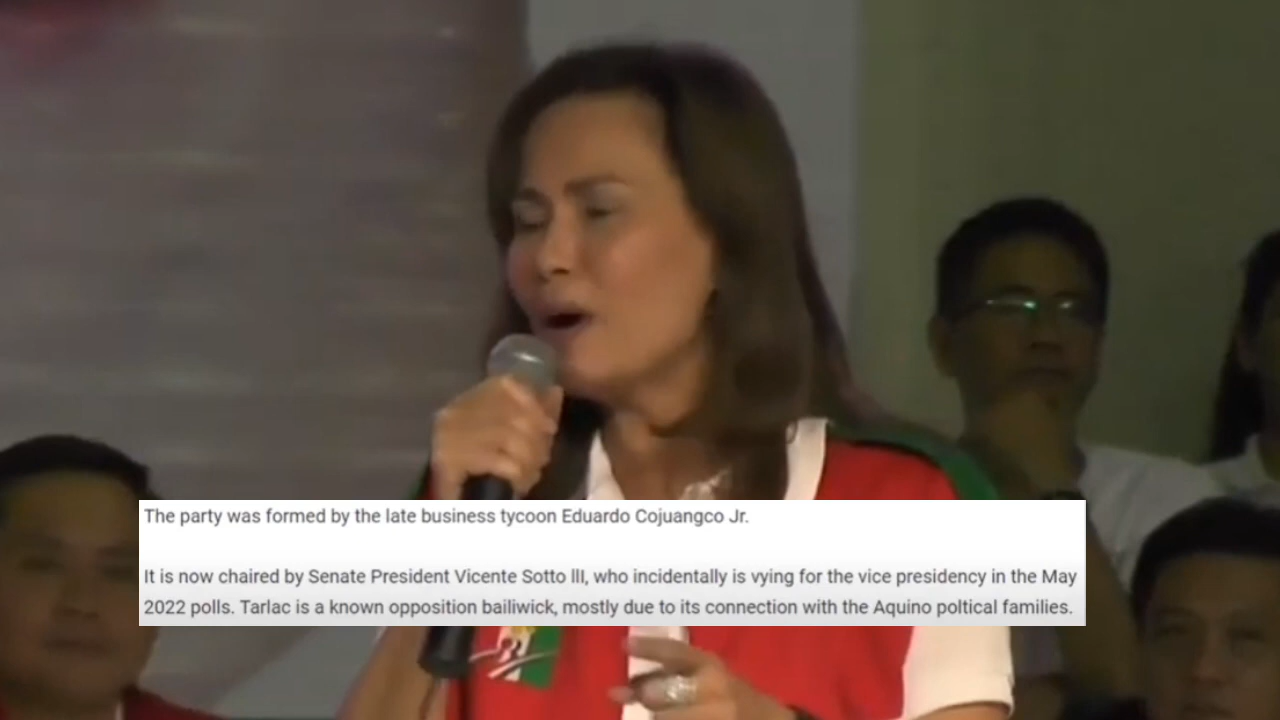 The party was formed by the late business tycoon Eduardo Cojuangco Jr.
It is now chaired by Senate President Vicente Sotto III, who incidentally is vying for the vice presidency in the May
2022 polls. Tarlac is a known opposition bailiwick, mostly due to its connection with the Aquino poltical families.